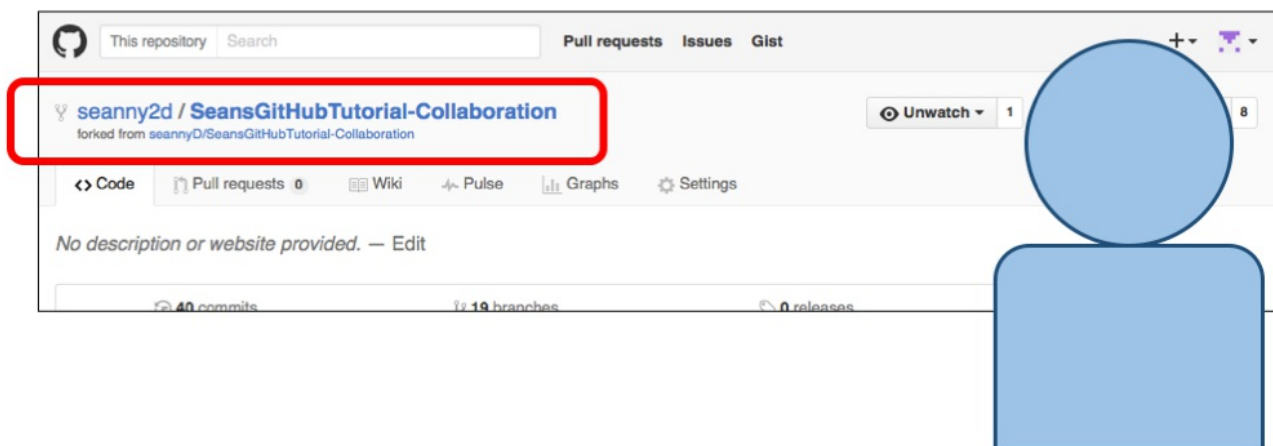 This repository Search Pull requests Issues Gist
seanny2d / SeansGitHubTutorial-Collaboration
forked from seannyD/SeansGitHubTutorial-Collaboration
Unwatch 1 8
Code Pull requests 0 Wiki Pulse Graphs Settings
No description or website provided. — Edit
40 commits 19 branches 0 releases